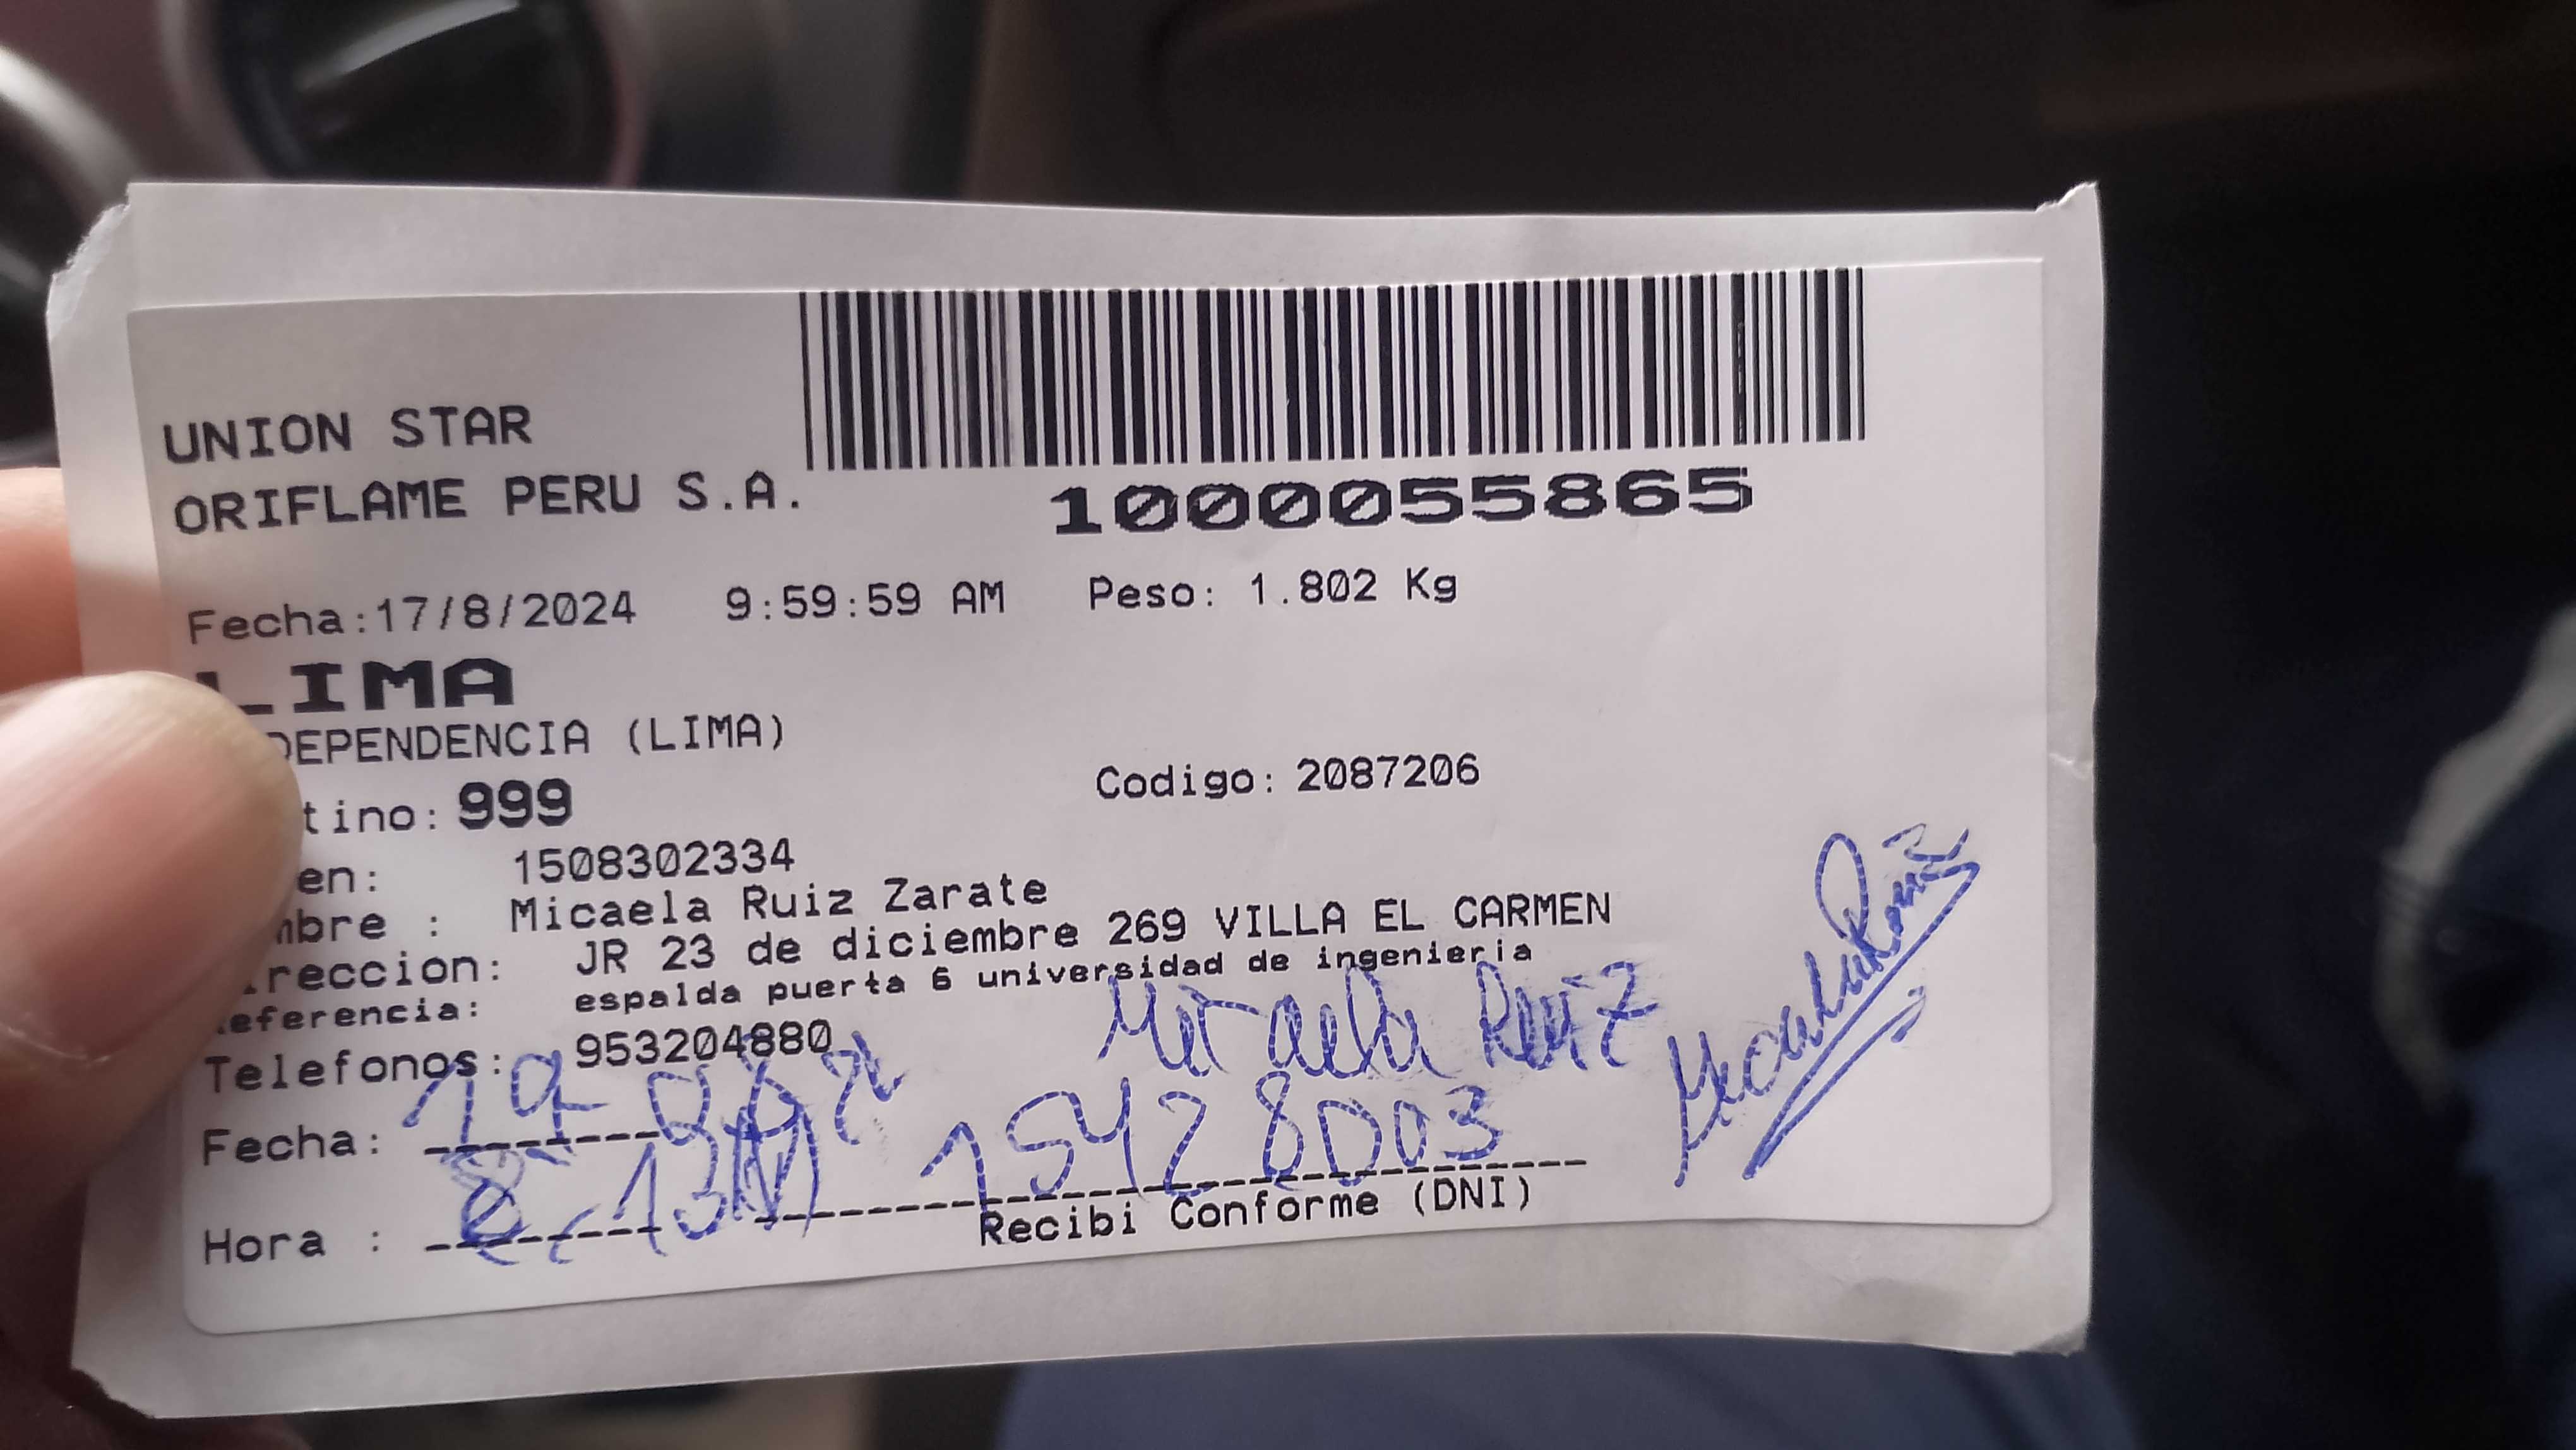 UNION STAR
ORIFLAME PERU S.A.
1000055865
Fecha:17/8/2024 9:59:59 AM Peso: 1.802 Kg
LIMA
DEPENDENCIA (LIMA)
tino: 999 Codigo: 2087206
en: 1508302334
mbre : Micaela Ruiz Zarate
ireccion: JR 23 de diciembre 269 VILLA EL CARMEN
eferencia: espalda puerta 6 universidad de ingenieria
Telefonos: 953204880
Micaela Ruiz
Fecha:
15428003
Hora :
Recibi Conforme (DNI)